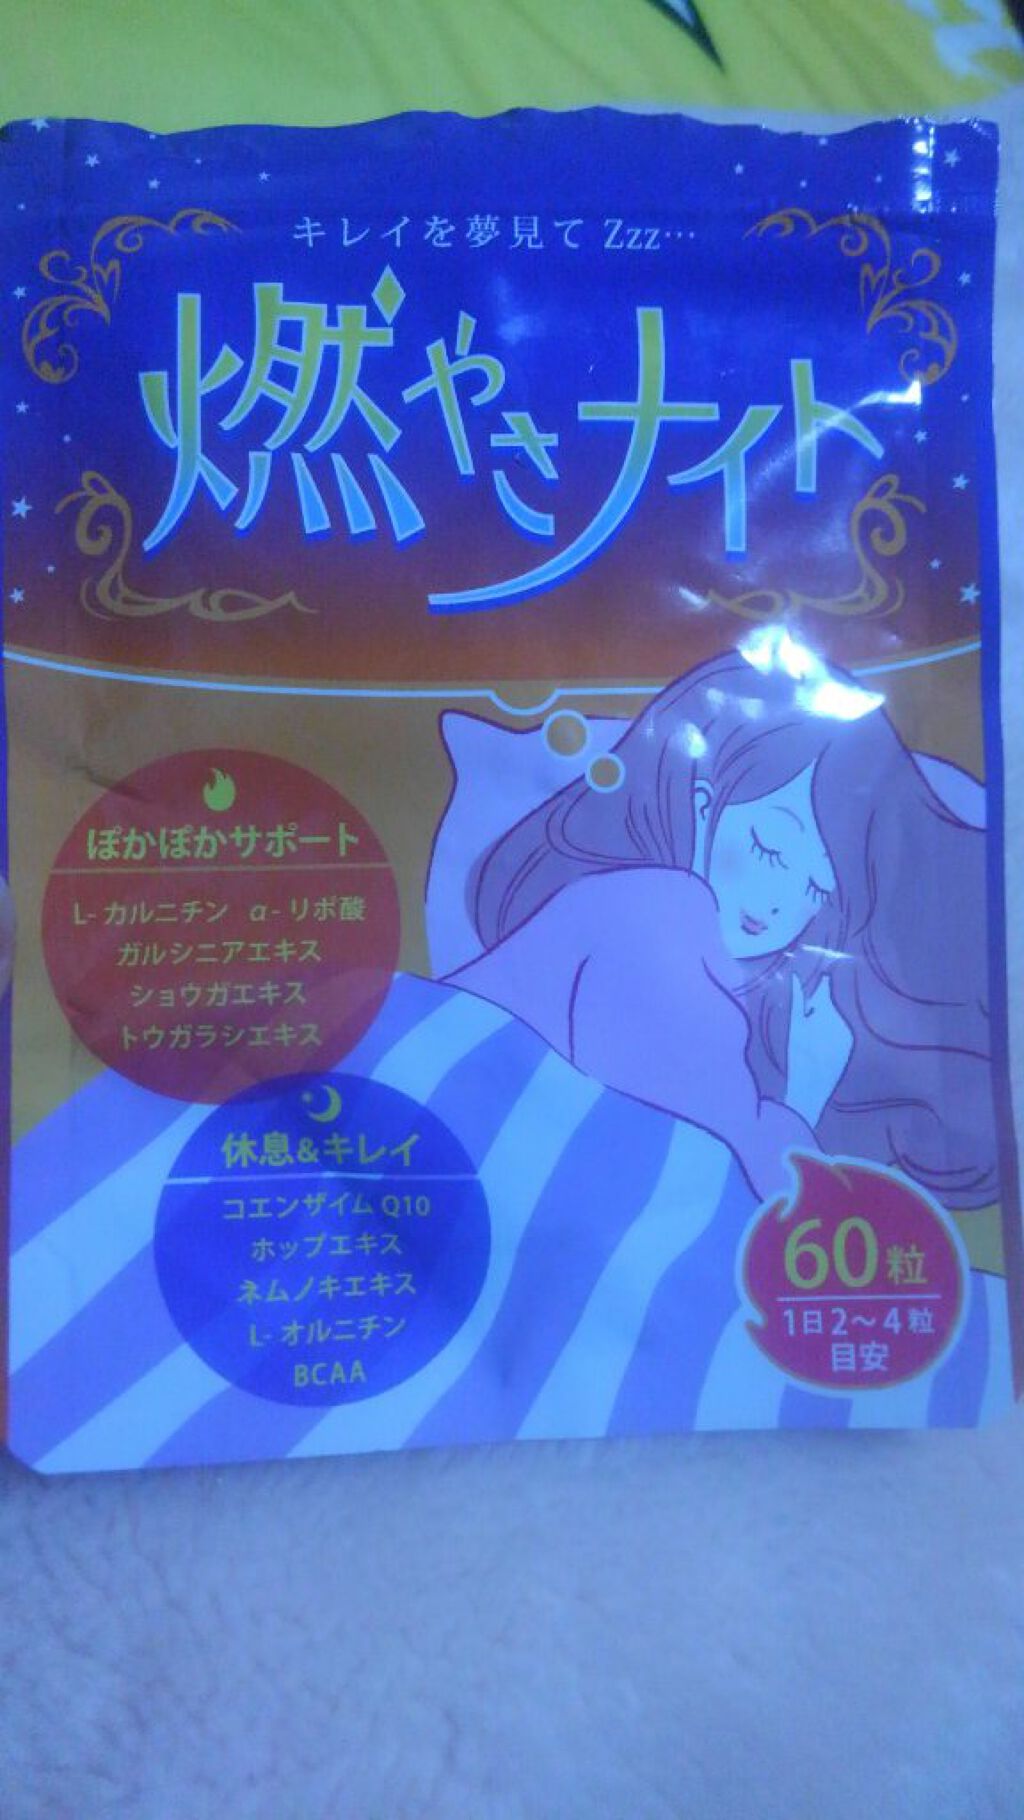 キレイを夢見て Zzz…
燃やさナイト
ぽかぽかサポート
L-カルニチン α-リポ酸
ガルシニアエキス
ショウガエキス
トウガラシエキス
休息&キレイ
コエンザイムQ10
ホップエキス
ネムノキエキス
L-オルニチン
BCAA
60粒
1日2～4粒
目安